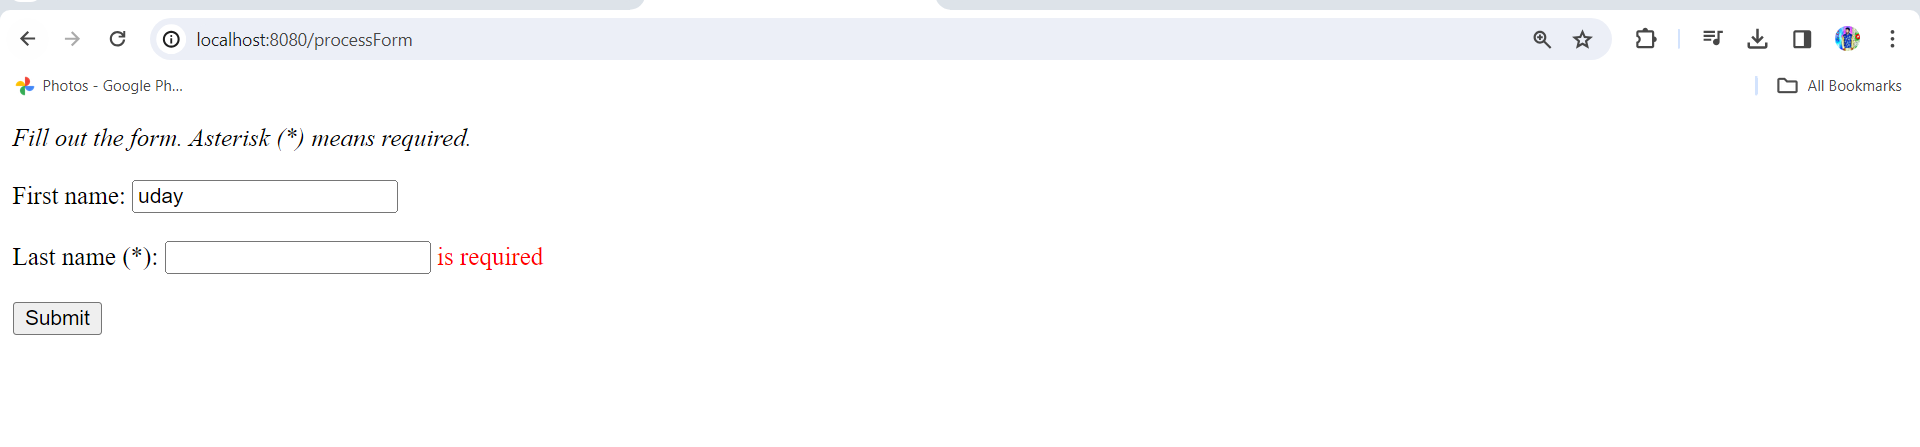 localhost:8080/processForm
Photos - Google Ph...
All Bookmarks
Fill out the form. Asterisk (*) means required.
First name: uday
Last name (*): is required
Submit